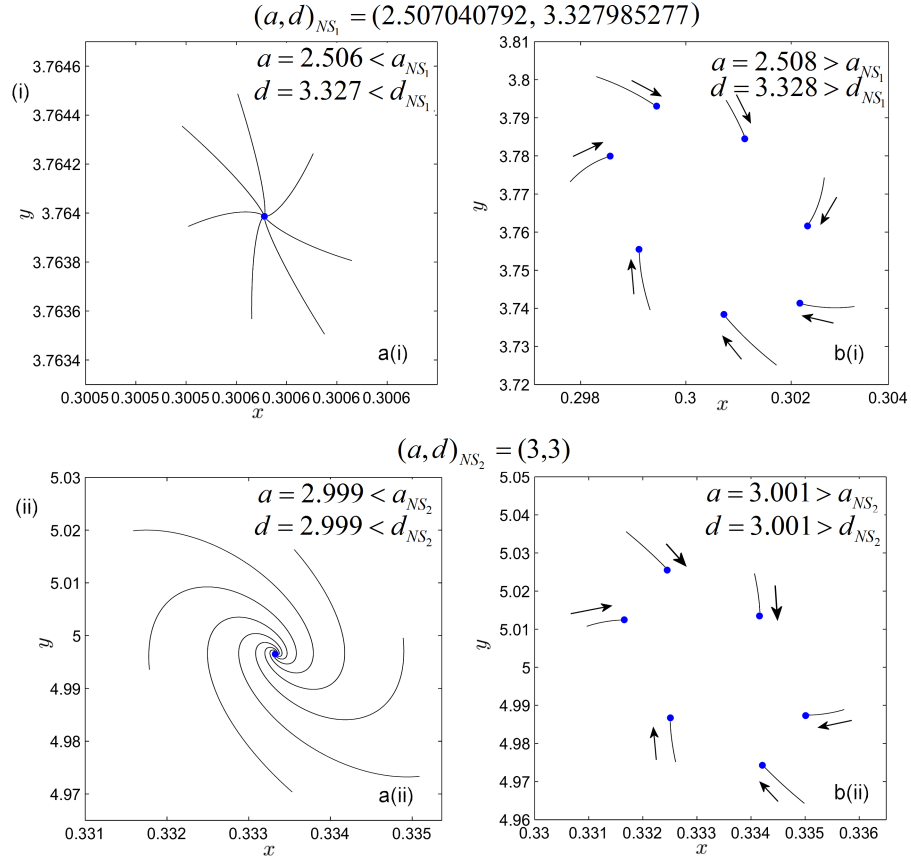 (a,d)NS1 = (2.507040792, 3.327985277)
(i)
a = 2.506 < aNS1
d = 3.327 < dNS1
3.7646
3.7644
3.7642
3.764
3.7638
3.7636
3.7634
y
a(i)
0.3005 0.3005 0.3005 0.3006 0.3006 0.3006 0.3006
x
a = 2.508 > aNS1
d = 3.328 > dNS1
3.81
3.8
3.79
3.78
3.77
3.76
3.75
3.74
3.73
3.72
y
b(i)
0.298 0.3 0.302 0.304
x
(a,d)NS2 = (3,3)
(ii)
a = 2.999 < aNS2
d = 2.999 < dNS2
5.03
5.02
5.01
5
4.99
4.98
4.97
y
a(ii)
0.331 0.332 0.333 0.334 0.335
x
a = 3.001 > aNS2
d = 3.001 > dNS2
5.05
5.04
5.03
5.02
5.01
5
4.99
4.98
4.97
4.96
y
b(ii)
0.33 0.331 0.332 0.333 0.334 0.335 0.336
x